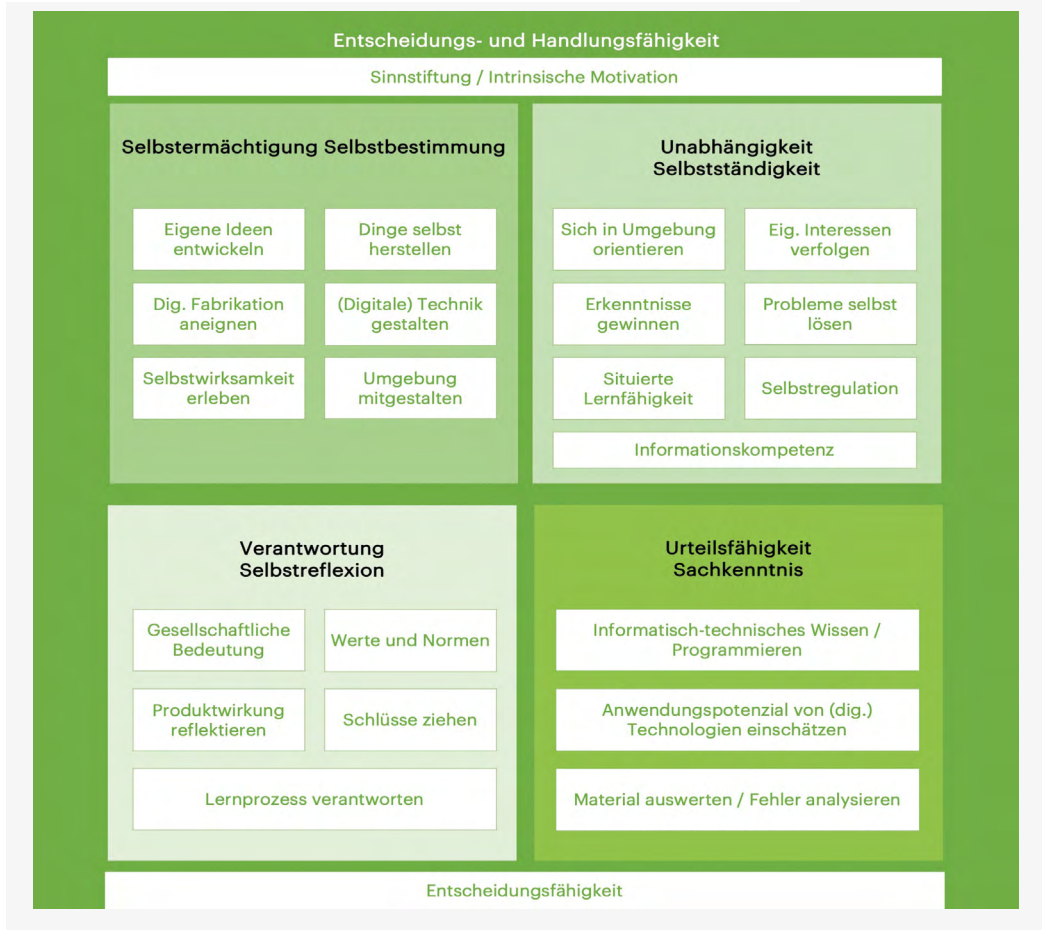 Entscheidungs- und Handlungsfähigkeit
Sinnstiftung / Intrinsische Motivation
Selbstermächtigung Selbstbestimmung
Eigene Ideen
entwickeln
Dinge selbst
herstellen
Dig. Fabrikation
aneignen
(Digitale) Technik
gestalten
Selbstwirksamkeit
erleben
Umgebung
mitgestalten
Unabhängigkeit
Selbstständigkeit
Sich in Umgebung
orientieren
Eig. Interessen
verfolgen
Erkenntnisse
gewinnen
Probleme selbst
lösen
Situierte
Lernfähigkeit
Selbstregulation
Informationskompetenz
Verantwortung
Selbstreflexion
Gesellschaftliche
Bedeutung
Werte und Normen
Produktwirkung
reflektieren
Schlüsse ziehen
Lernprozess verantworten
Urteilsfähigkeit
Sachkenntnis
Informatisch-technisches Wissen /
Programmieren
Anwendungspotenzial von (dig.)
Technologien einschätzen
Material auswerten / Fehler analysieren
Entscheidungsfähigkeit